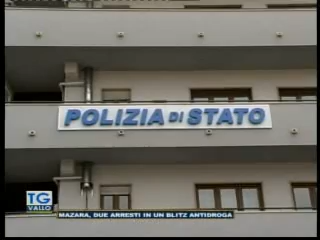 POLIZIA DI STATO
TG
VALLO
MAZARA, DUE ARRESTI IN UN BLITZ ANTIDROGA